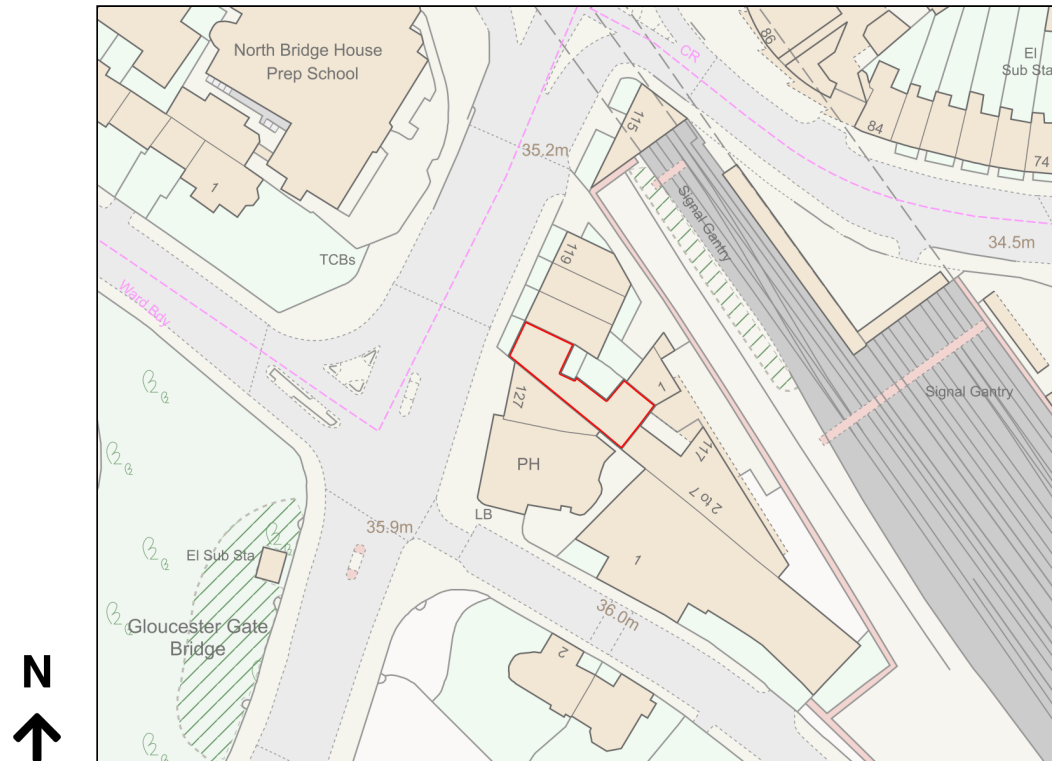 North Bridge House
Prep School
86
CR
El
Sub Sta
115
84
74
35.2m
1
Signal Gantry
34.5m
119
TCBs
Ward Bdy
Signal Gantry
127
1
117
PH
2 to 7
LB
35.9m
El Sub Sta
1
36.0m
Gloucester Gate
Bridge
2
N